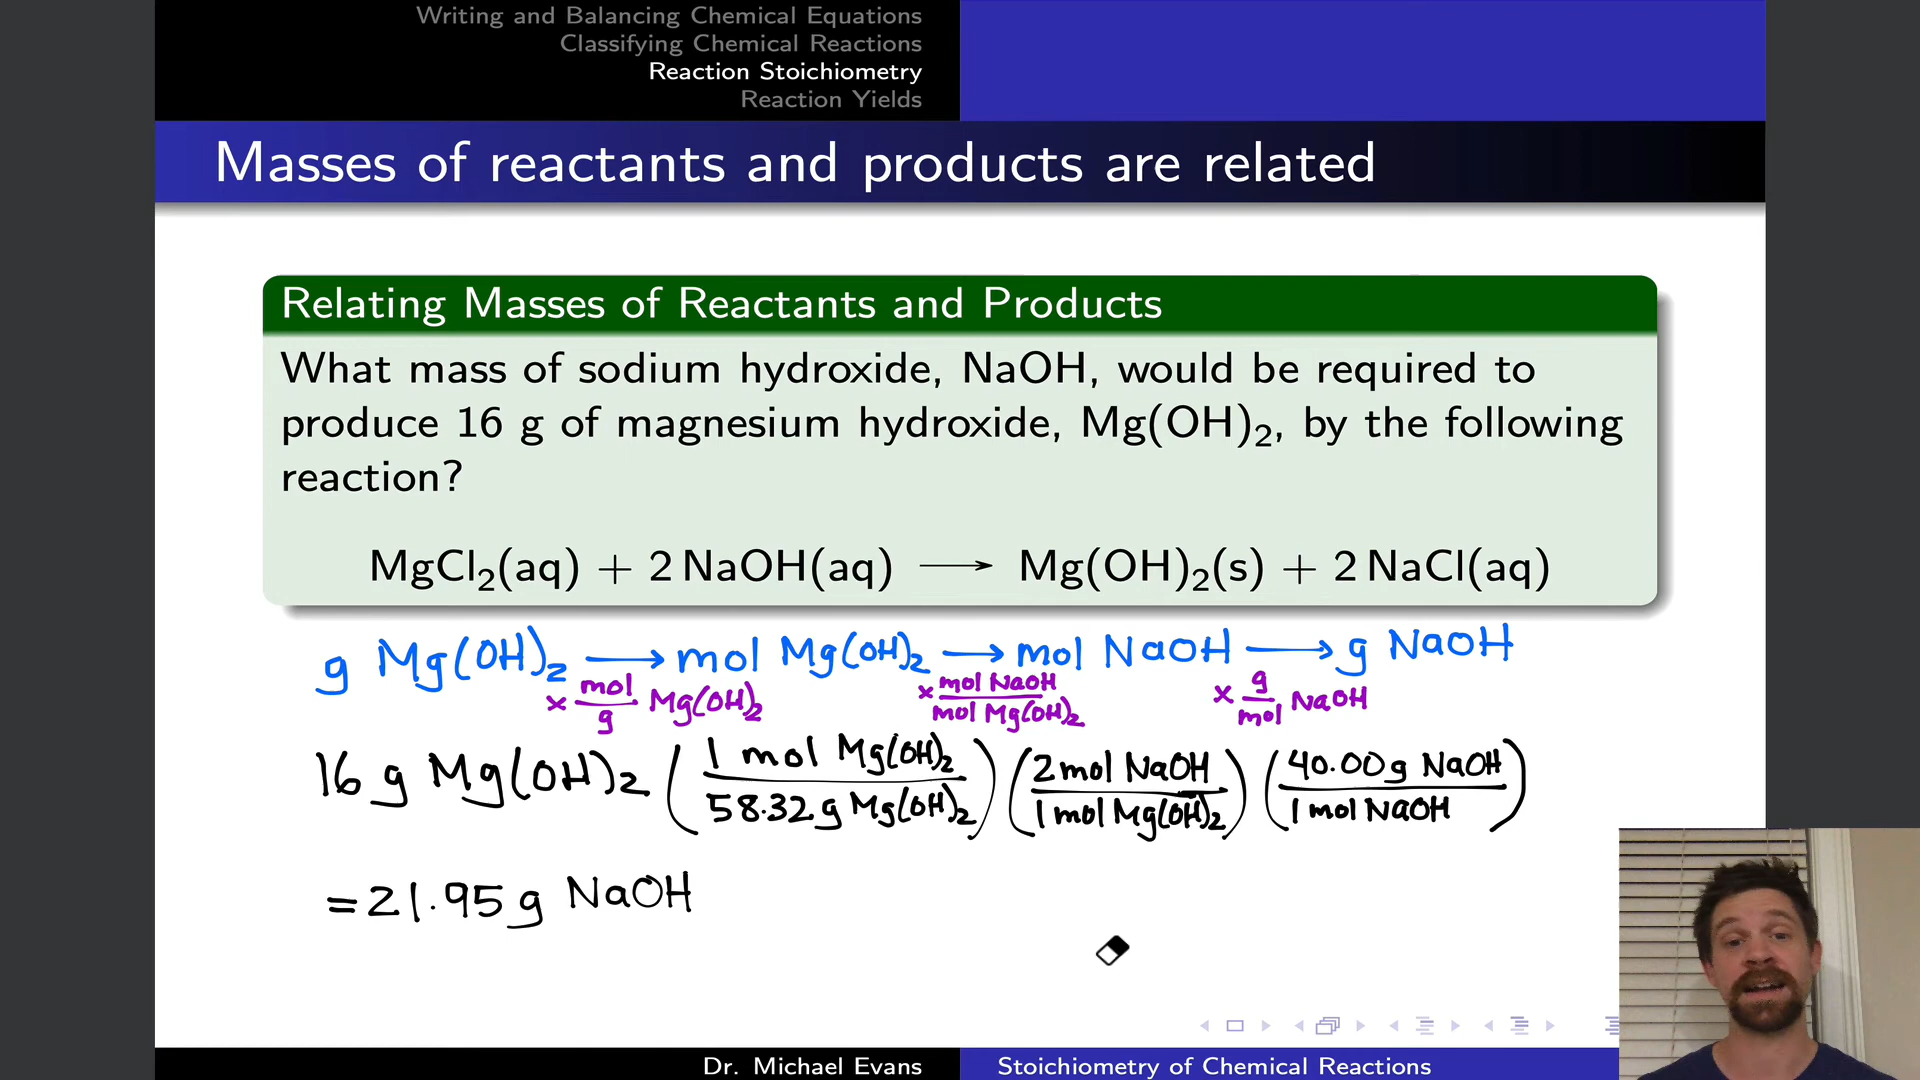 Writing and Balancing Chemical Equations
Classifying Chemical Reactions
Reaction Stoichiometry
Reaction Yields
Masses of reactants and products are related
Relating Masses of Reactants and Products
What mass of sodium hydroxide, NaOH, would be required to
produce 16 g of magnesium hydroxide, Mg(OH)₂, by the following
reaction?
MgCl₂(aq) + 2 NaOH(aq) ⟶ Mg(OH)₂(s) + 2 NaCl(aq)
g Mg(OH)₂ → mol Mg(OH)₂ → mol NaOH → g NaOH
× mol/g Mg(OH)₂ × mol NaOH/mol Mg(OH)₂ × g/mol NaOH
16 g Mg(OH)₂ (1 mol Mg(OH)₂/58.32 g Mg(OH)₂) (2 mol NaOH/1 mol Mg(OH)₂) (40.00 g NaOH/1 mol NaOH)
= 21.95 g NaOH
Dr. Michael Evans
Stoichiometry of Chemical Reactions